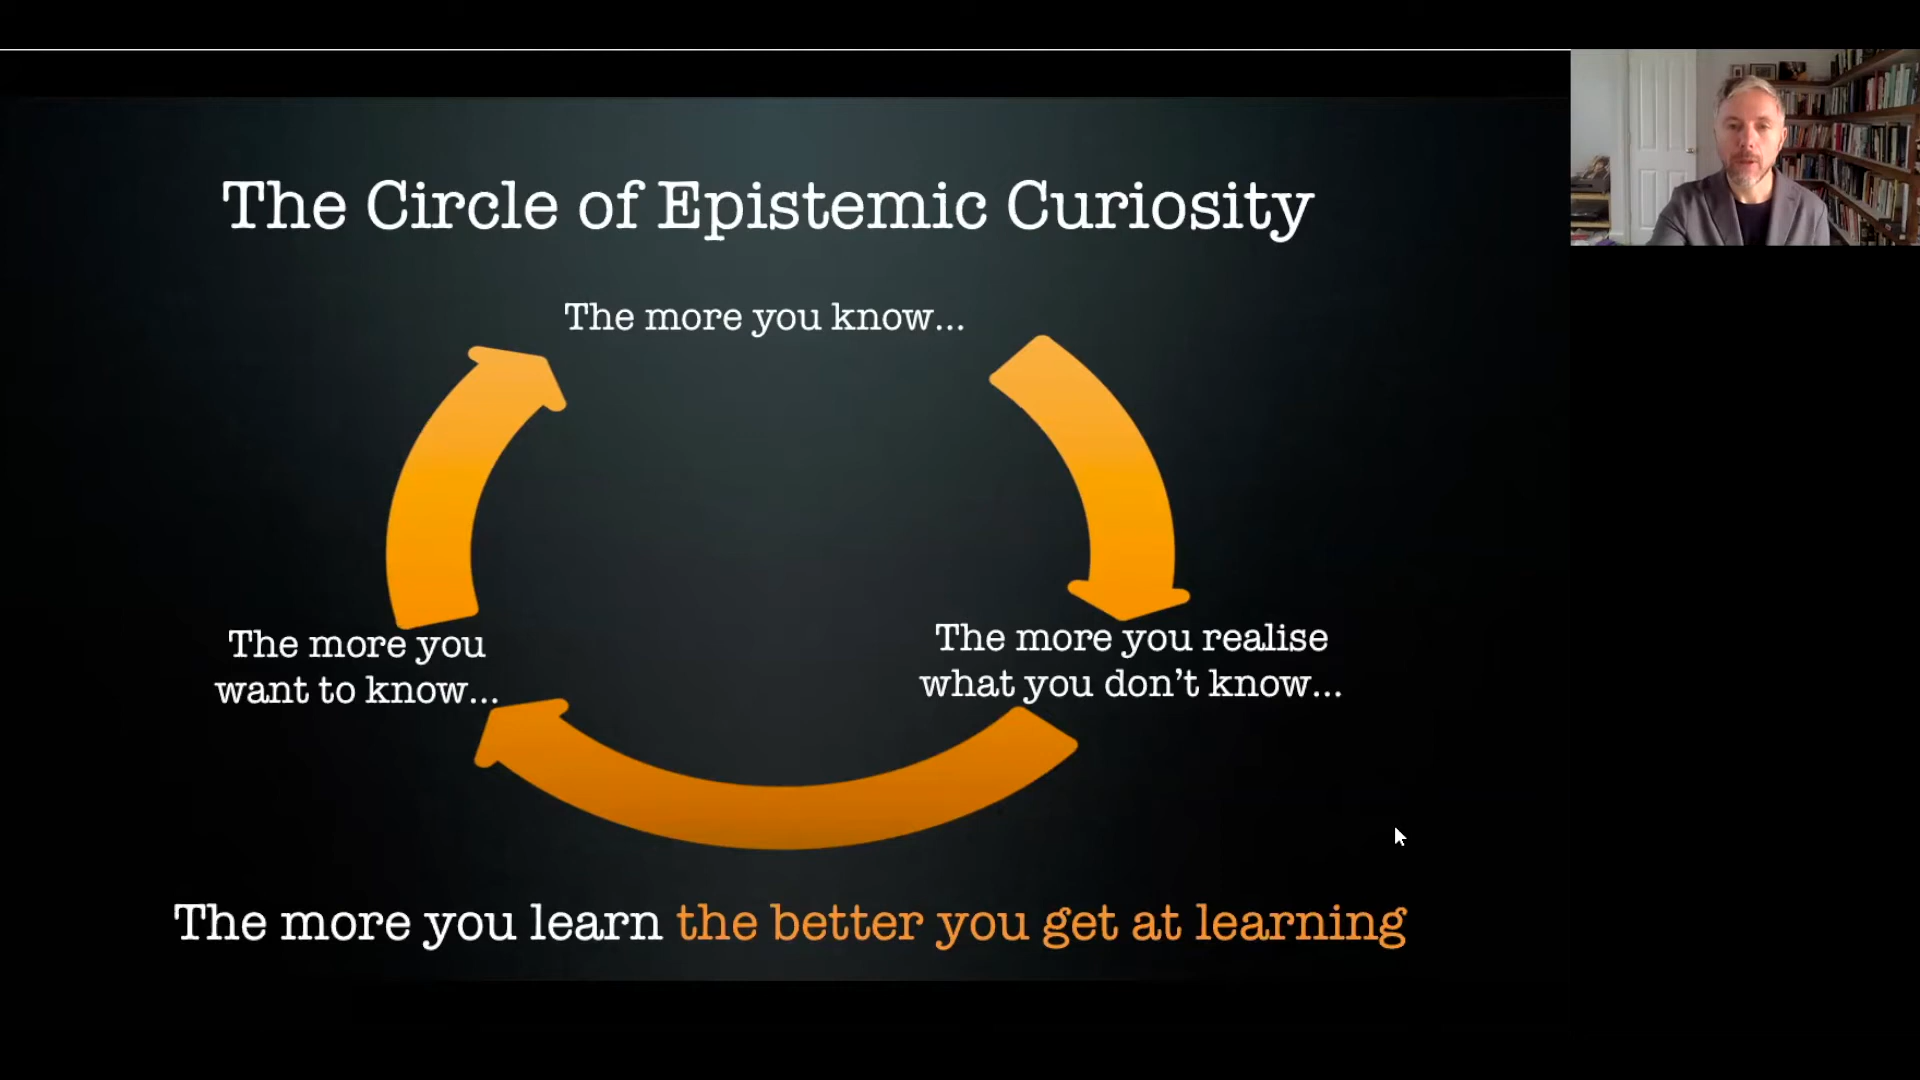 The Circle of Epistemic Curiosity
The more you know...
The more you realise
what you don't know...
The more you
want to know...
The more you learn the better you get at learning